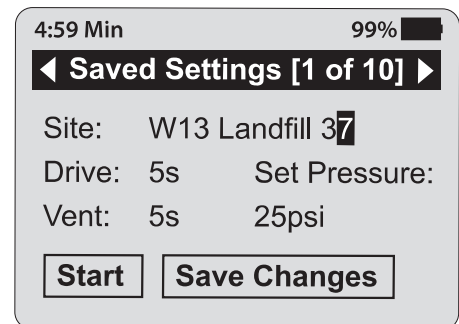 4:59 Min 99%
Saved Settings [1 of 10]
Site: W13 Landfill 37
Drive: 5s Set Pressure:
Vent: 5s 25psi
Start Save Changes